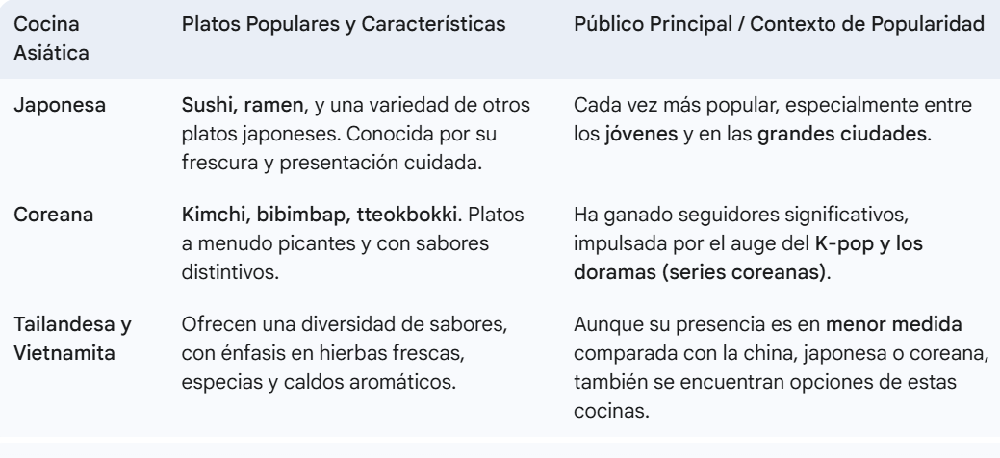 Cocina
Asiática
Platos Populares y Características
Público Principal / Contexto de Popularidad
Japonesa
Sushi, ramen, y una variedad de otros
platos japoneses. Conocida por su
frescura y presentación cuidada.
Cada vez más popular, especialmente entre
los jóvenes y en las grandes ciudades.
Coreana
Kimchi, bibimbap, tteokbokki. Platos
a menudo picantes y con sabores
distintivos.
Ha ganado seguidores significativos,
impulsada por el auge del K-pop y los
doramas (series coreanas).
Tailandesa y
Vietnamita
Ofrecen una diversidad de sabores,
con énfasis en hierbas frescas,
especias y caldos aromáticos.
Aunque su presencia es en menor medida
comparada con la china, japonesa o coreana,
también se encuentran opciones de estas
cocinas.